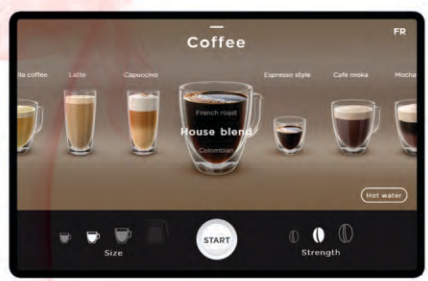 Coffee
FR
lla coffee
Latte
Capuccino
Espresso style
Cafe moka
Mocha
French roast
House blend
Colombian
Hot water
START
Size
Strength